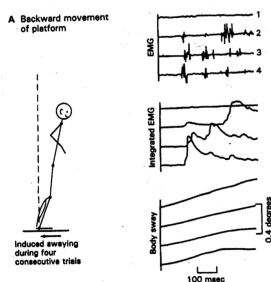 A Backward movement
of platform
EMG
1
2
3
4
Integrated EMG
Body sway
0.4 degrees
100 msec
Induced swaying
during four
consecutive trials